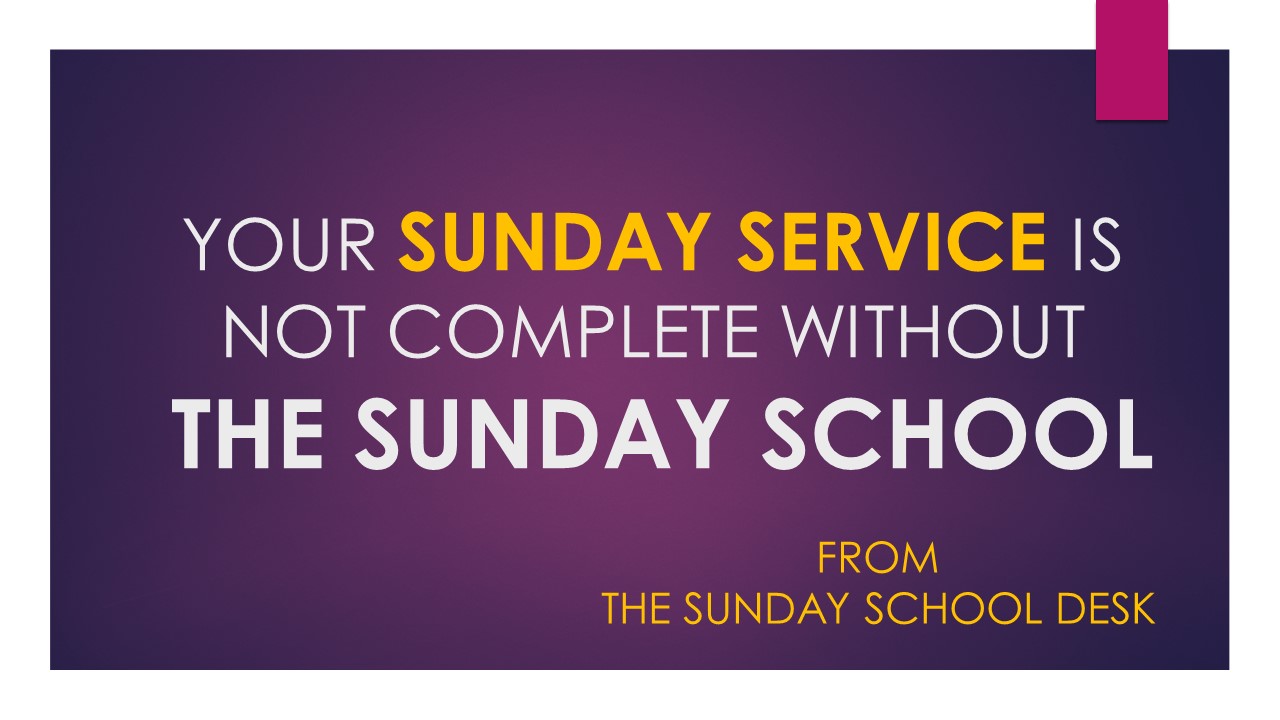 YOUR SUNDAY SERVICE IS
NOT COMPLETE WITHOUT
THE SUNDAY SCHOOL
FROM
THE SUNDAY SCHOOL DESK